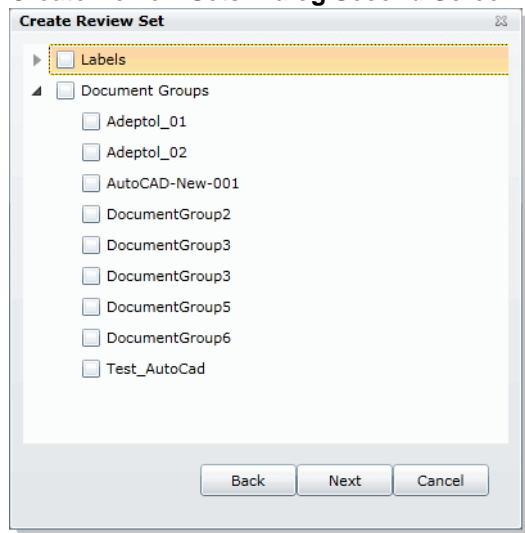 Create Review Set
Labels
Document Groups
Adeptol_01
Adeptol_02
AutoCAD-New-001
DocumentGroup2
DocumentGroup3
DocumentGroup3
DocumentGroup5
DocumentGroup6
Test_AutoCad
Back Next Cancel